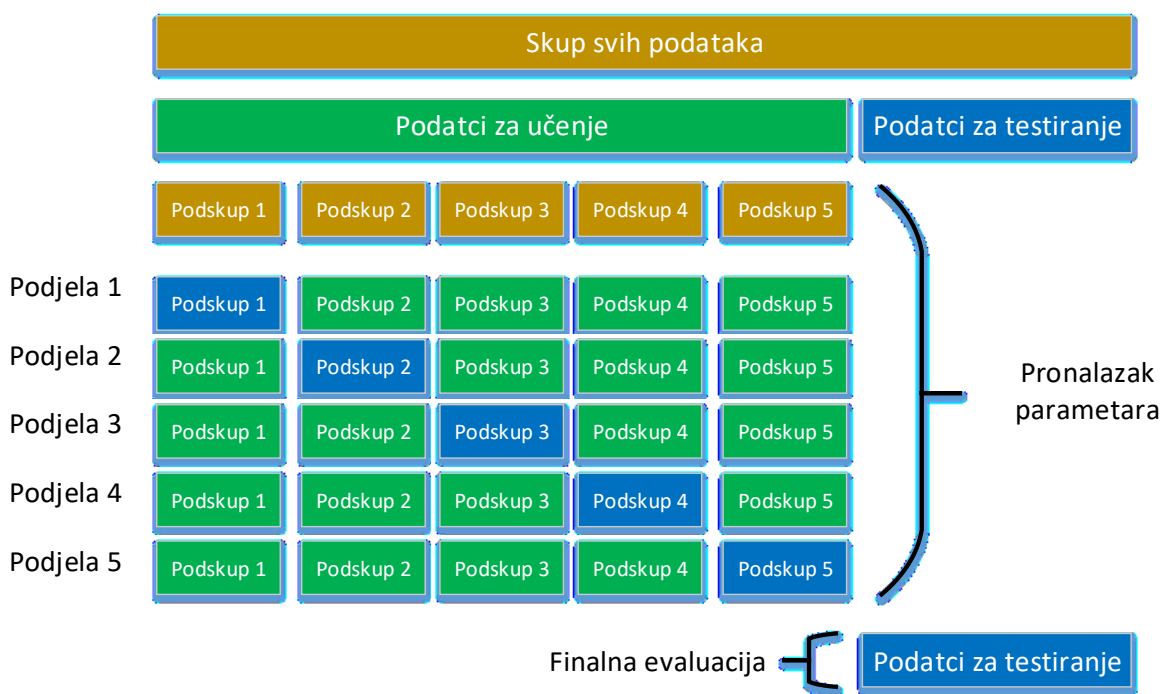 Skup svih podataka
Podatci za učenje Podatci za testiranje
Podskup 1 Podskup 2 Podskup 3 Podskup 4 Podskup 5
Podjela 1 Podskup 1 Podskup 2 Podskup 3 Podskup 4 Podskup 5
Podjela 2 Podskup 1 Podskup 2 Podskup 3 Podskup 4 Podskup 5
Podjela 3 Podskup 1 Podskup 2 Podskup 3 Podskup 4 Podskup 5
Podjela 4 Podskup 1 Podskup 2 Podskup 3 Podskup 4 Podskup 5
Podjela 5 Podskup 1 Podskup 2 Podskup 3 Podskup 4 Podskup 5
Pronalazak
parametara
Finalna evaluacija Podatci za testiranje